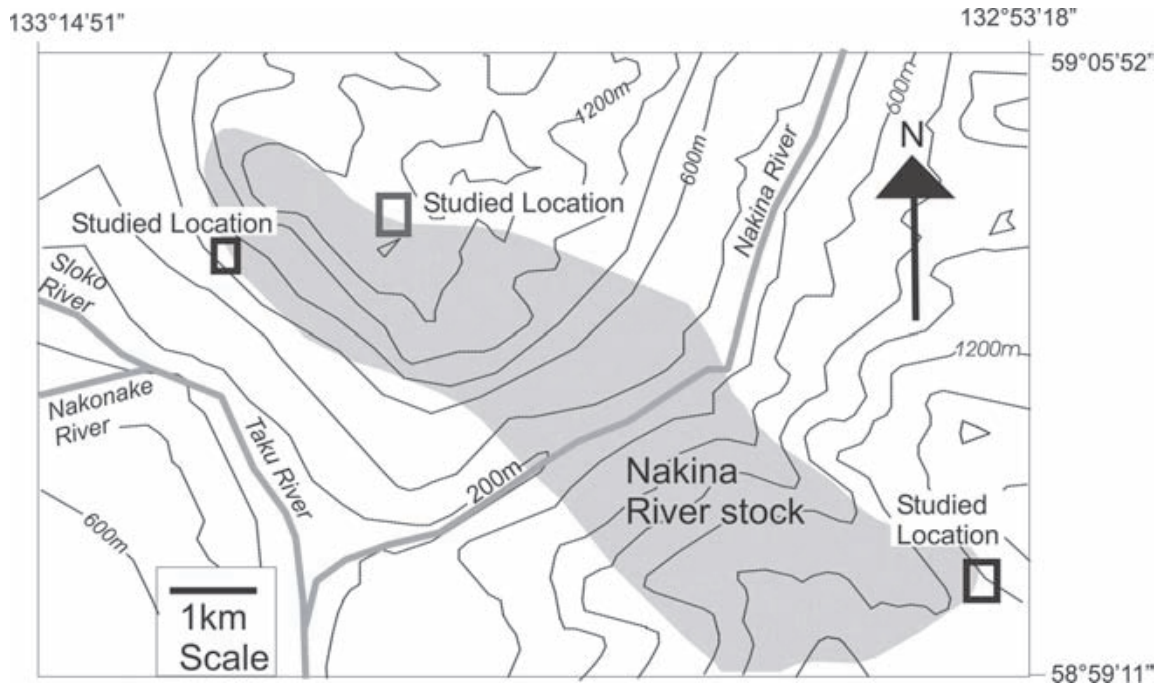 133°14'51"
132°53'18"
59°05'52"
1200m
600m
600m
N
Nakina River
Studied Location
Studied Location
Sloko
River
1200m
Nakonake
River
Taku River
200m
Nakina
River stock
Studied
Location
600m
1km
Scale
58°59'11"